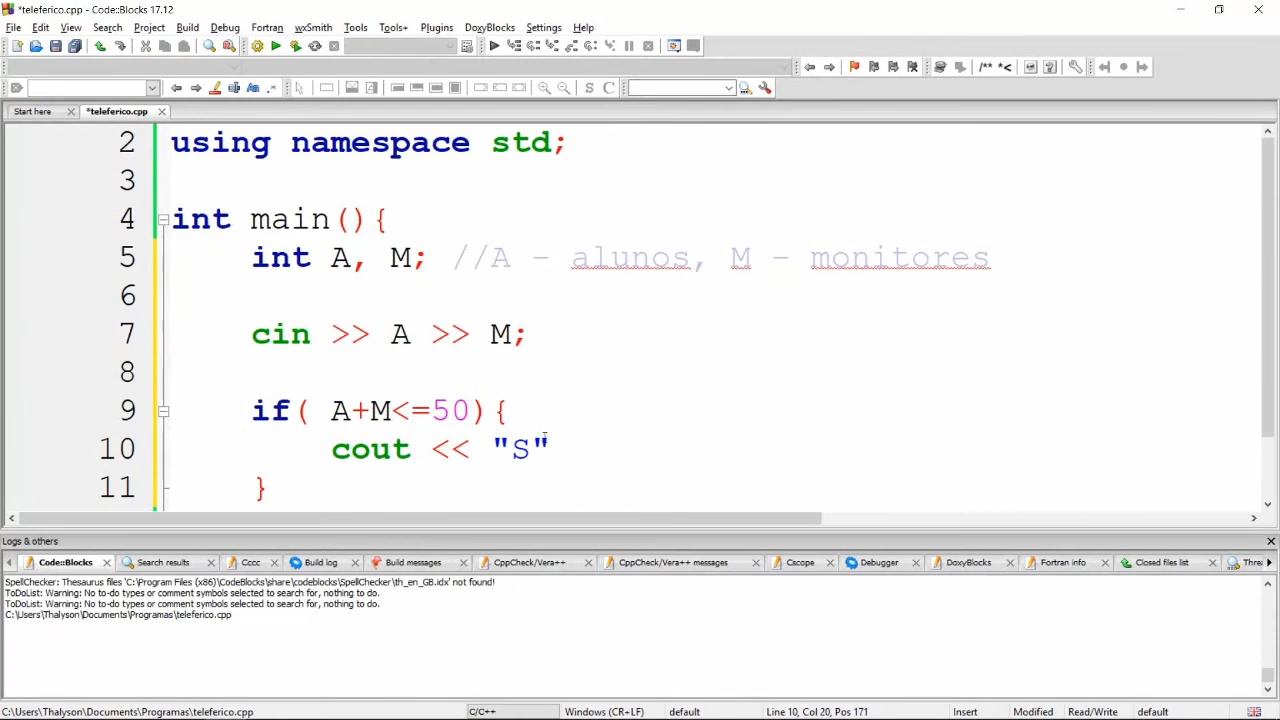 *teleferico.cpp - Code::Blocks 17.12
File Edit View Search Project Build Debug Fortran wxSmith Tools Tools+ Plugins DoxyBlocks Settings Help
/** *<
Start here *teleferico.cpp
2 using namespace std;
3
4 int main(){
5 int A, M; //A - alunos, M - monitores
6
7 cin >> A >> M;
8
9 if( A+M<=50){
10 cout << "S"
11 }
Logs & others
Code::Blocks Search results Cccc Build log Build messages CppCheck/Vera++ CppCheck/Vera++ messages Cscope Debugger DoxyBlocks Fortran info Closed files list Thre
SpellChecker: Thesaurus files 'C:\Program Files (x86)\CodeBlocks\share\codeblocks\SpellChecker\th_en_GB.idx' not found!
ToDoList: Warning: No to-do types or comment symbols selected to search for, nothing to do.
ToDoList: Warning: No to-do types or comment symbols selected to search for, nothing to do.
C:\Users\Thalyson\Documents\Programas\teleferico.cpp
C:\Users\Thalyson\Documents\Programas\teleferico.cpp C/C++ Windows (CR+LF) default Line 10, Col 20, Pos 171 Insert Modified Read/Write default